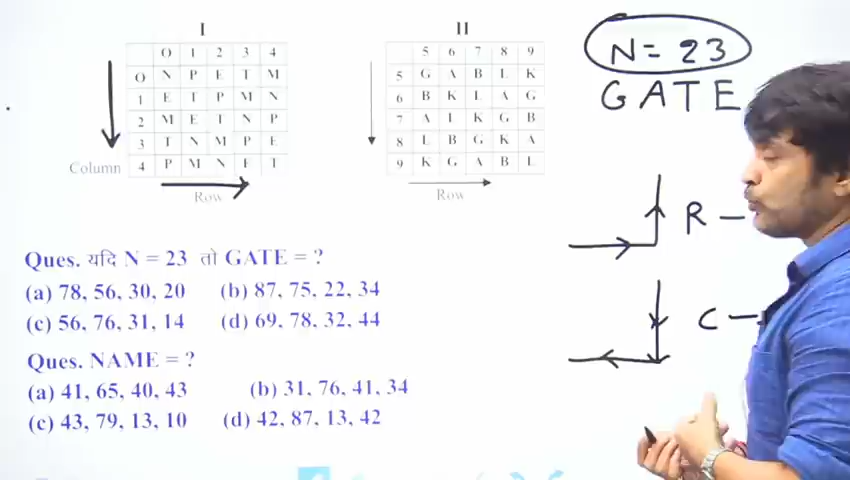 I
O 1 2 3 4
O N P E T M
1 E T P M N
2 M E T N P
3 T N M P E
4 P M N E T
Column
Row
II
5 6 7 8 9
5 G A B L K
6 B K L A G
7 A L K G B
8 L B G K A
9 K G A B L
Row
N = 23
GATE
R –
C –
Ques. यदि N = 23 तो GATE = ?
(a) 78, 56, 30, 20 (b) 87, 75, 22, 34
(c) 56, 76, 31, 14 (d) 69, 78, 32, 44
Ques. NAME = ?
(a) 41, 65, 40, 43 (b) 31, 76, 41, 34
(c) 43, 79, 13, 10 (d) 42, 87, 13, 42